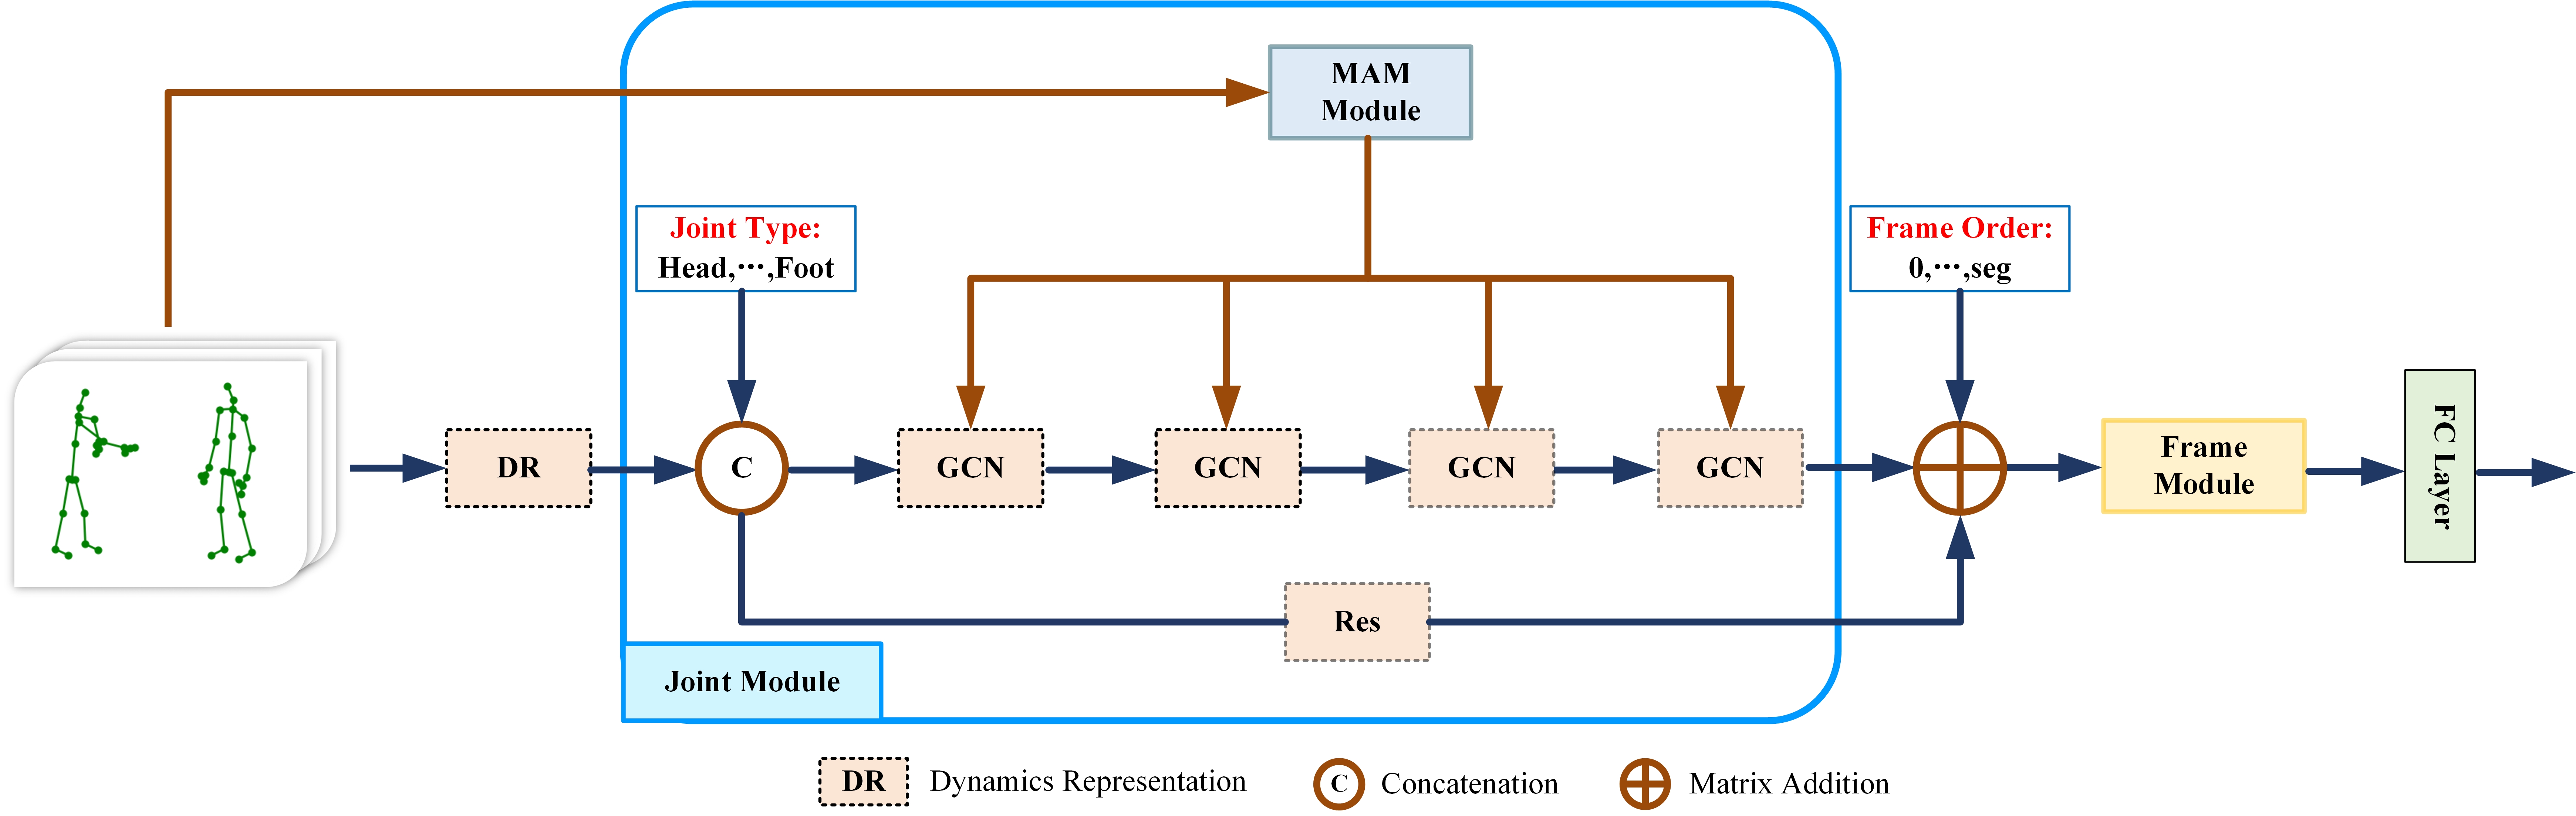 MAM
Module
Joint Type:
Head,···,Foot
Frame Order:
0,···,seg
DR
C
GCN
GCN
GCN
GCN
Frame
Module
FC Layer
Res
Joint Module
DR Dynamics Representation
C Concatenation
Matrix Addition